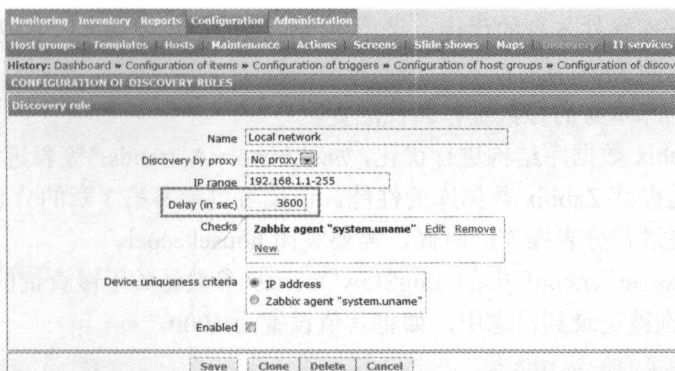 Monitoring Inventory Reports Configuration Administration
Host groups Templates Hosts Maintenance Actions Screens Slide shows Maps Discovery IT services
History: Dashboard » Configuration of items » Configuration of triggers » Configuration of host groups » Configuration of discov
CONFIGURATION OF DISCOVERY RULES
Discovery rule
Name Local network
Discovery by proxy No proxy
IP range 192.168.1.1-255
Delay (in sec) 3600
Checks Zabbix agent "system.uname" Edit Remove
New
Device uniqueness criteria IP address
Zabbix agent "system.uname"
Enabled
Save Clone Delete Cancel